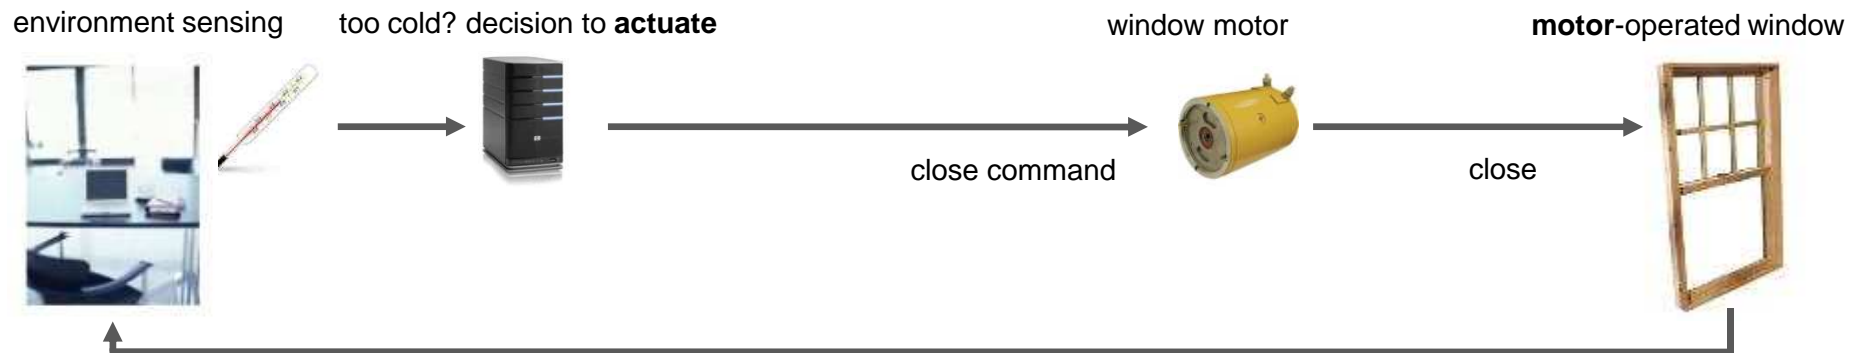 environment sensing
too cold? decision to actuate
window motor
motor-operated window
close command
close